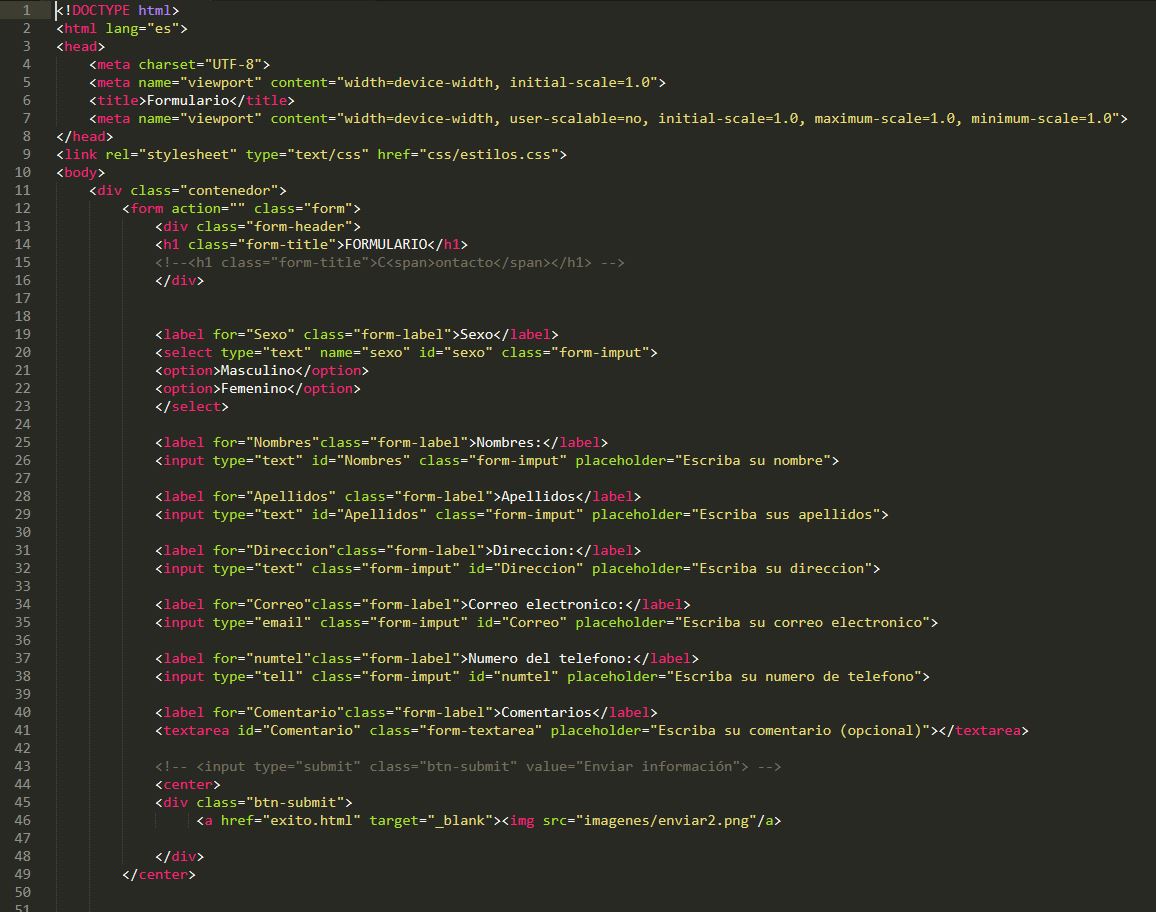 1 <!DOCTYPE html>
2 <html lang="es">
3 <head>
4 <meta charset="UTF-8">
5 <meta name="viewport" content="width=device-width, initial-scale=1.0">
6 <title>Formulario</title>
7 <meta name="viewport" content="width=device-width, user-scalable=no, initial-scale=1.0, maximum-scale=1.0, minimum-scale=1.0">
8 </head>
9 <link rel="stylesheet" type="text/css" href="css/estilos.css">
10 <body>
11 <div class="contenedor">
12 <form action="" class="form">
13 <div class="form-header">
14 <h1 class="form-title">FORMULARIO</h1>
15 <!--<h1 class="form-title">C<span>ontacto</span></h1> -->
16 </div>
17
18
19 <label for="Sexo" class="form-label">Sexo</label>
20 <select type="text" name="sexo" id="sexo" class="form-imput">
21 <option>Masculino</option>
22 <option>Femenino</option>
23 </select>
24
25 <label for="Nombres"class="form-label">Nombres:</label>
26 <input type="text" id="Nombres" class="form-imput" placeholder="Escriba su nombre">
27
28 <label for="Apellidos" class="form-label">Apellidos</label>
29 <input type="text" id="Apellidos" class="form-imput" placeholder="Escriba sus apellidos">
30
31 <label for="Direccion"class="form-label">Direccion:</label>
32 <input type="text" class="form-imput" id="Direccion" placeholder="Escriba su direccion">
33
34 <label for="Correo"class="form-label">Correo electronico:</label>
35 <input type="email" class="form-imput" id="Correo" placeholder="Escriba su correo electronico">
36
37 <label for="numtel"class="form-label">Numero del telefono:</label>
38 <input type="tell" class="form-imput" id="numtel" placeholder="Escriba su numero de telefono">
39
40 <label for="Comentario"class="form-label">Comentarios</label>
41 <textarea id="Comentario" class="form-textarea" placeholder="Escriba su comentario (opcional)"></textarea>
42
43 <!-- <input type="submit" class="btn-submit" value="Enviar información"> -->
44 <center>
45 <div class="btn-submit">
46 <a href="exito.html" target="_blank"><img src="imagenes/enviar2.png"/a>
47
48 </div>
49 </center>
50
51